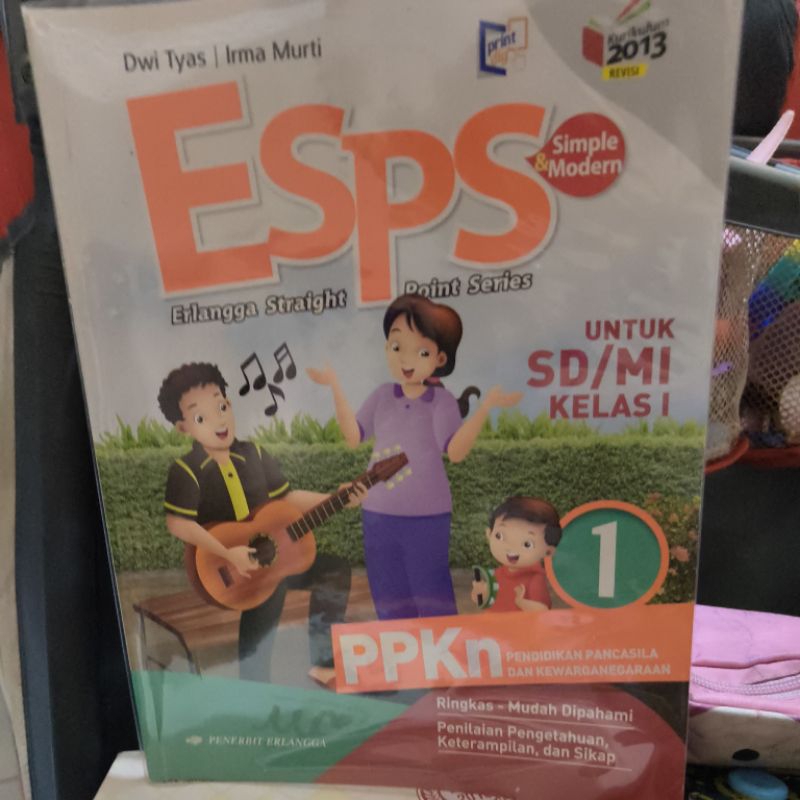 Dwi Tyas | Irma Murti
print
Kurikulum
2013
REVISI
ESPS
Simple
&Modern
Erlangga Straight Point Series
UNTUK
SD/MI
KELAS I
1
PPKn
PENDIDIKAN PANCASILA
DAN KEWARGANEGARAAN
Ringkas - Mudah Dipahami
Penilaian Pengetahuan,
Keterampilan, dan Sikap
PENERBIT ERLANGGA